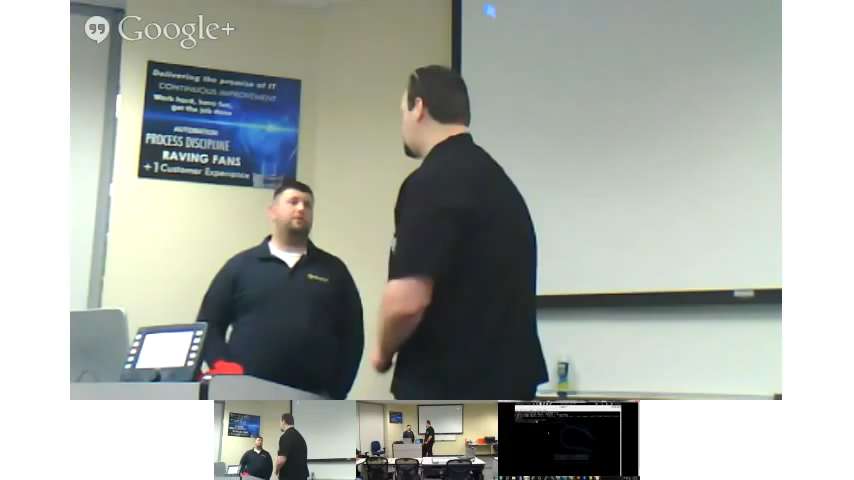 Google+
Delivering the promise of IT
CONTINUOUS IMPROVEMENT
Work hard, have fun,
get the job done
AUTOMATION
PROCESS DISCIPLINE
RAVING FANS
+1 Customer Experience